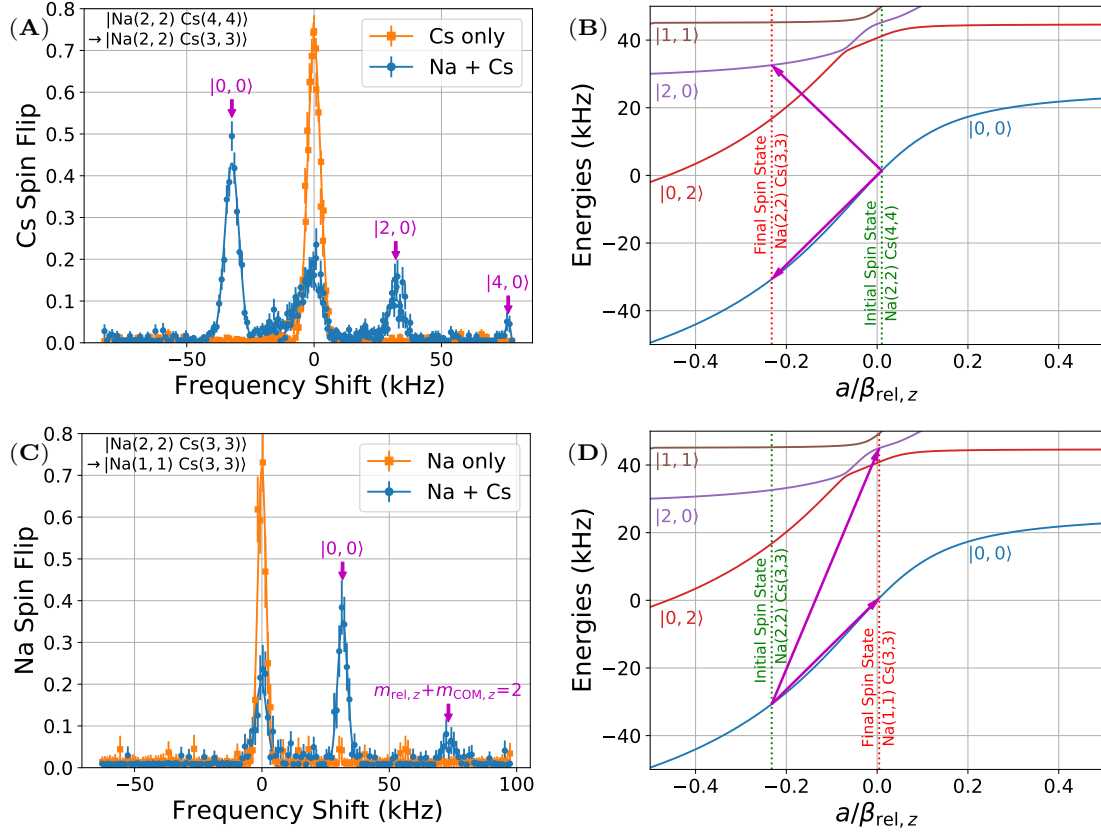 (A)
|Na(2, 2) Cs(4, 4)⟩
→|Na(2, 2) Cs(3, 3)⟩
Cs only
Na + Cs
|0, 0⟩
|2, 0⟩
|4, 0⟩
0.8
0.7
0.6
0.5
0.4
0.3
0.2
0.1
0.0
Cs Spin Flip
−50
0
50
Frequency Shift (kHz)
(B)
|1, 1⟩
|2, 0⟩
|0, 2⟩
|0, 0⟩
Final Spin State
Na(2,2) Cs(3,3)
Initial Spin State
Na(2,2) Cs(4,4)
40
20
0
−20
−40
Energies (kHz)
−0.4
−0.2
0.0
0.2
0.4
a/βrel, z
(C)
|Na(2, 2) Cs(3, 3)⟩
→|Na(1, 1) Cs(3, 3)⟩
Na only
Na + Cs
|0, 0⟩
mrel, z+mCOM, z=2
0.8
0.7
0.6
0.5
0.4
0.3
0.2
0.1
0.0
Na Spin Flip
−50
0
50
100
Frequency Shift (kHz)
(D)
|1, 1⟩
|2, 0⟩
|0, 2⟩
|0, 0⟩
Initial Spin State
Na(2,2) Cs(3,3)
Final Spin State
Na(1,1) Cs(3,3)
40
20
0
−20
−40
Energies (kHz)
−0.4
−0.2
0.0
0.2
0.4
a/βrel, z